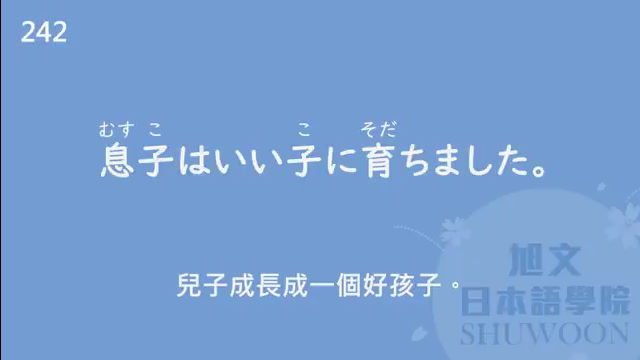 242
むすこ こ そだ
息子はいい子に育ちました。
兒子成長成一個好孩子。
旭文
日本語學院
SHUWOON